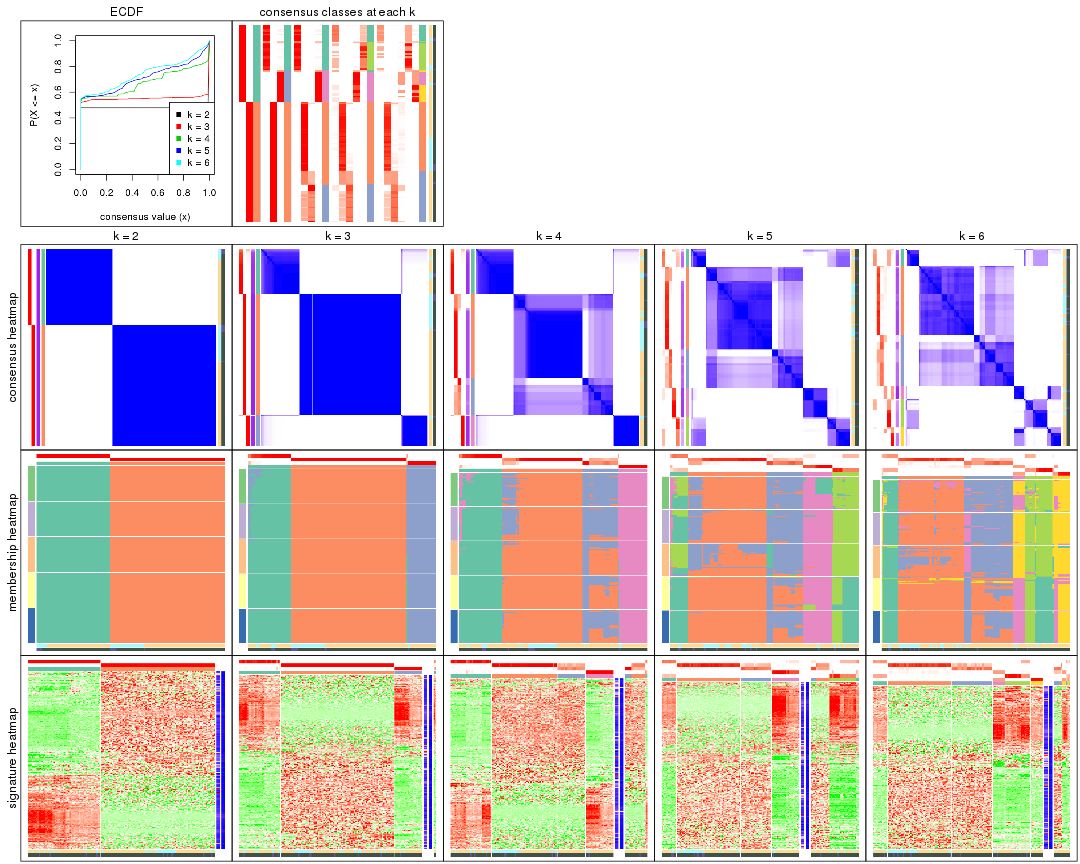 ECDF
consensus classes at each k
P(X <= x)
0.0 0.2 0.4 0.6 0.8 1.0
k = 2
k = 3
k = 4
k = 5
k = 6
0.0 0.2 0.4 0.6 0.8 1.0
consensus value (x)
k = 2
k = 3
k = 4
k = 5
k = 6
consensus heatmap
membership heatmap
signature heatmap